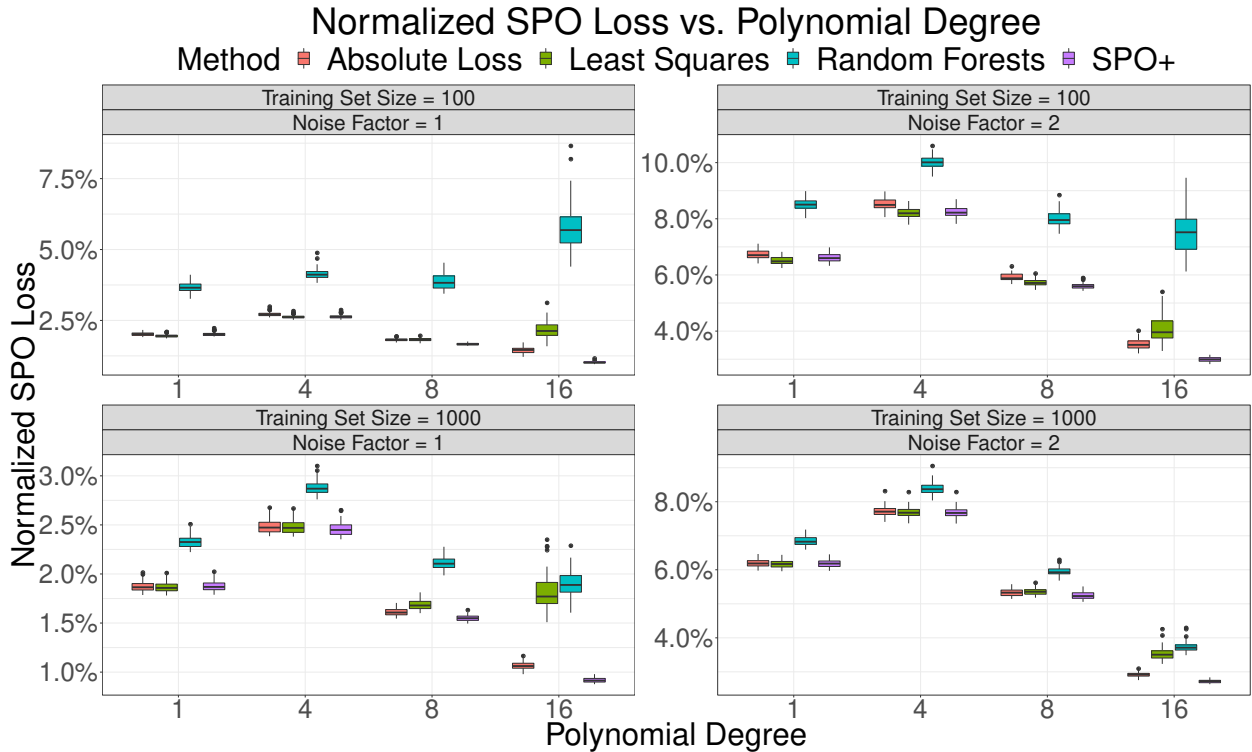 Normalized SPO Loss vs. Polynomial Degree
Method Absolute Loss Least Squares Random Forests SPO+
Normalized SPO Loss
Training Set Size = 100
Noise Factor = 1
7.5%
5.0%
2.5%
1 4 8 16
Training Set Size = 100
Noise Factor = 2
10.0%
8.0%
6.0%
4.0%
1 4 8 16
Training Set Size = 1000
Noise Factor = 1
3.0%
2.5%
2.0%
1.5%
1.0%
1 4 8 16
Training Set Size = 1000
Noise Factor = 2
8.0%
6.0%
4.0%
1 4 8 16
Polynomial Degree